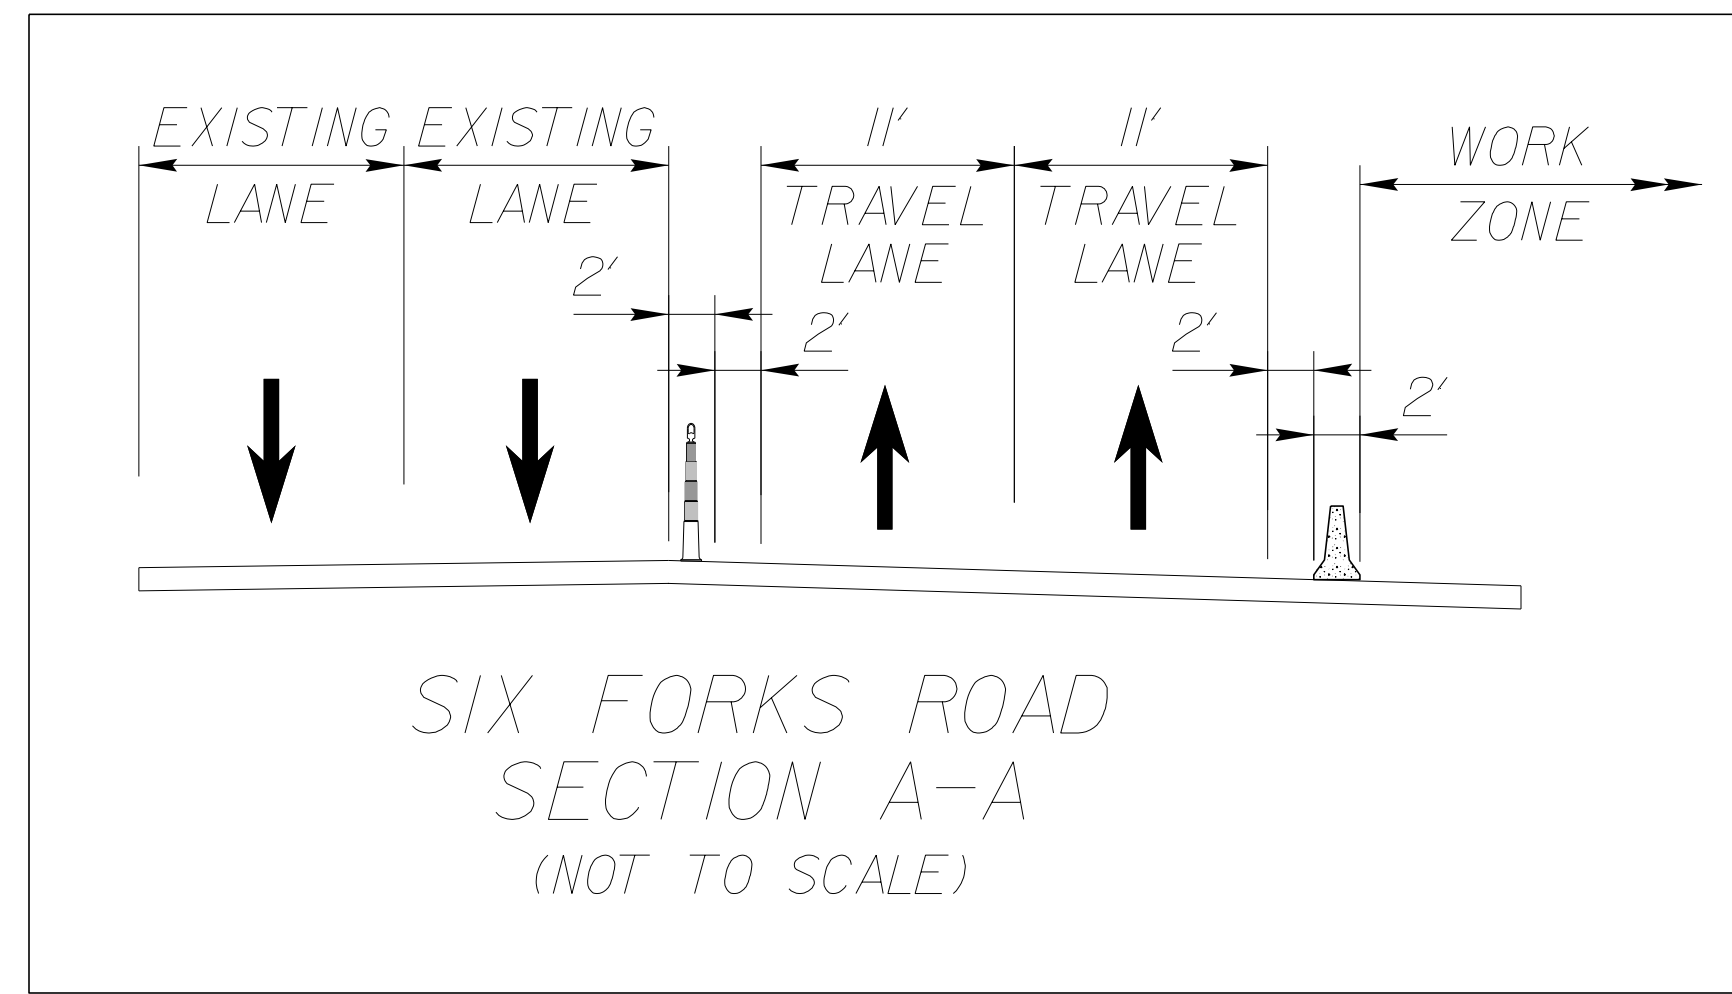 EXISTING EXISTING 11' 11' WORK
LANE LANE TRAVEL TRAVEL ZONE
LANE LANE
2'
2' 2'
2'
SIX FORKS ROAD
SECTION A-A
(NOT TO SCALE)